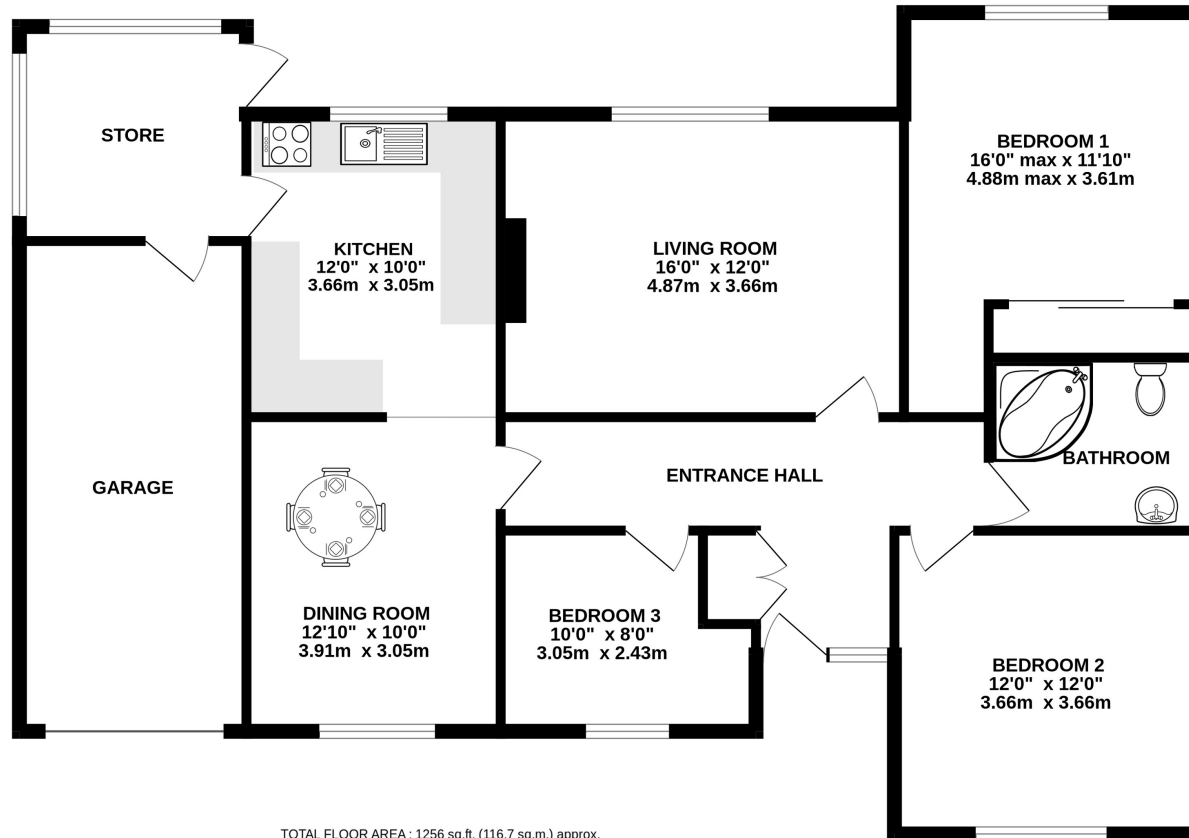 STORE
BEDROOM 1
16'0" max x 11'10"
4.88m max x 3.61m
KITCHEN
12'0" x 10'0"
3.66m x 3.05m
LIVING ROOM
16'0" x 12'0"
4.87m x 3.66m
GARAGE
ENTRANCE HALL
BATHROOM
DINING ROOM
12'10" x 10'0"
3.91m x 3.05m
BEDROOM 3
10'0" x 8'0"
3.05m x 2.43m
BEDROOM 2
12'0" x 12'0"
3.66m x 3.66m
TOTAL FLOOR AREA : 1256 sq.ft. (116.7 sq.m.) approx.